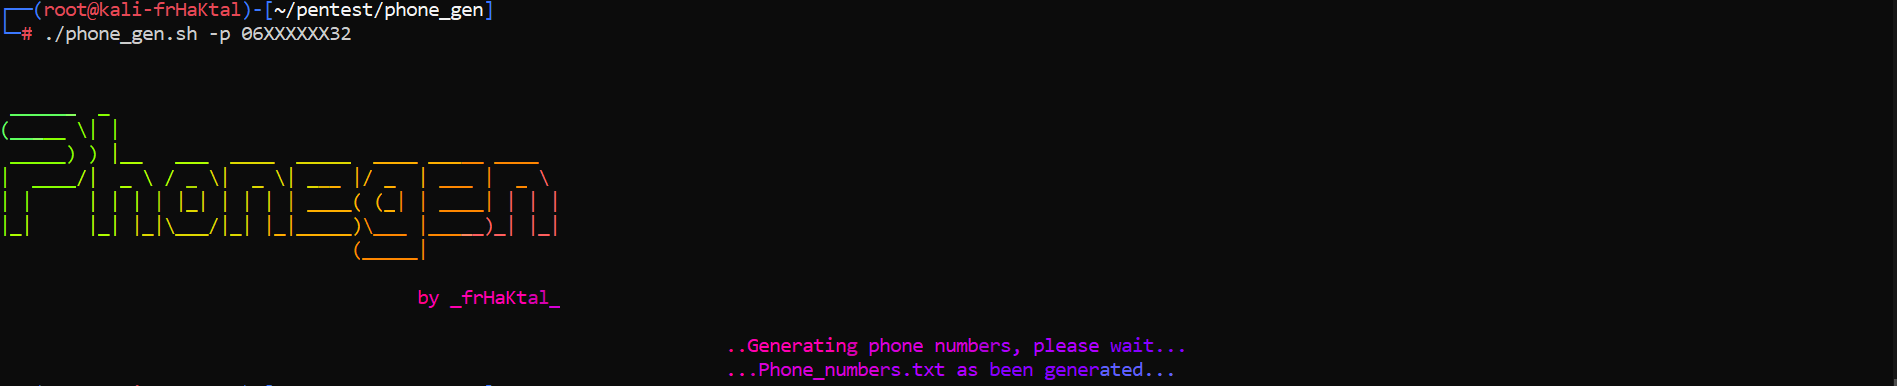 (root@kali-frHaKtal)-[~/pentest/phone_gen]
# ./phone_gen.sh -p 06XXXXXX32
Phonegen
by _frHaKtal_
..Generating phone numbers, please wait...
...Phone_numbers.txt as been generated...